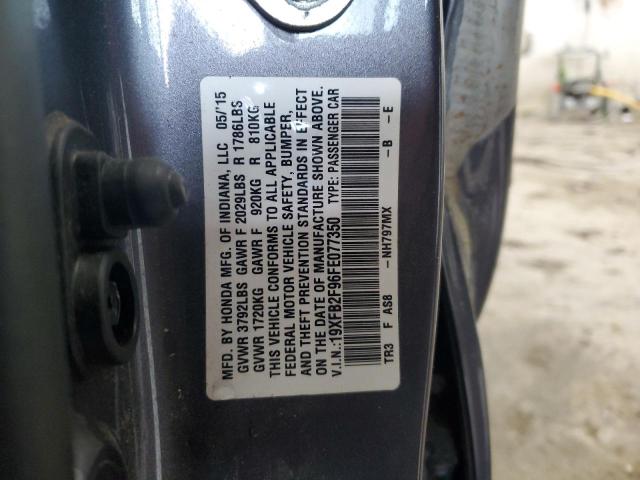 MFD. BY HONDA MFG. OF INDIANA, LLC 05/'15
GVWR 3792LBS GAWR F 2029LBS R 1786LBS
GVWR 1720KG GAWR F 920KG R 810KG
THIS VEHICLE CONFORMS TO ALL APPLICABLE
FEDERAL MOTOR VEHICLE SAFETY, BUMPER,
AND THEFT PREVENTION STANDARDS IN EFFECT
ON THE DATE OF MANUFACTURE SHOWN ABOVE.
V.I.N.:19XFB2F96FE077350 TYPE: PASSENGER CAR
TR3 F AS8 -NH797MX -B -E